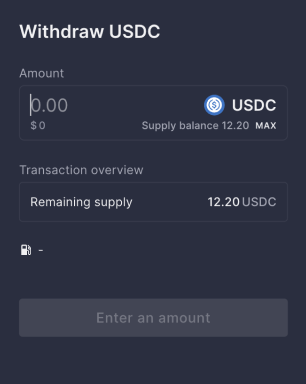 Withdraw USDC
Amount
0.00 USDC
$0 Supply balance 12.20 MAX
Transaction overview
Remaining supply 12.20 USDC
-
Enter an amount